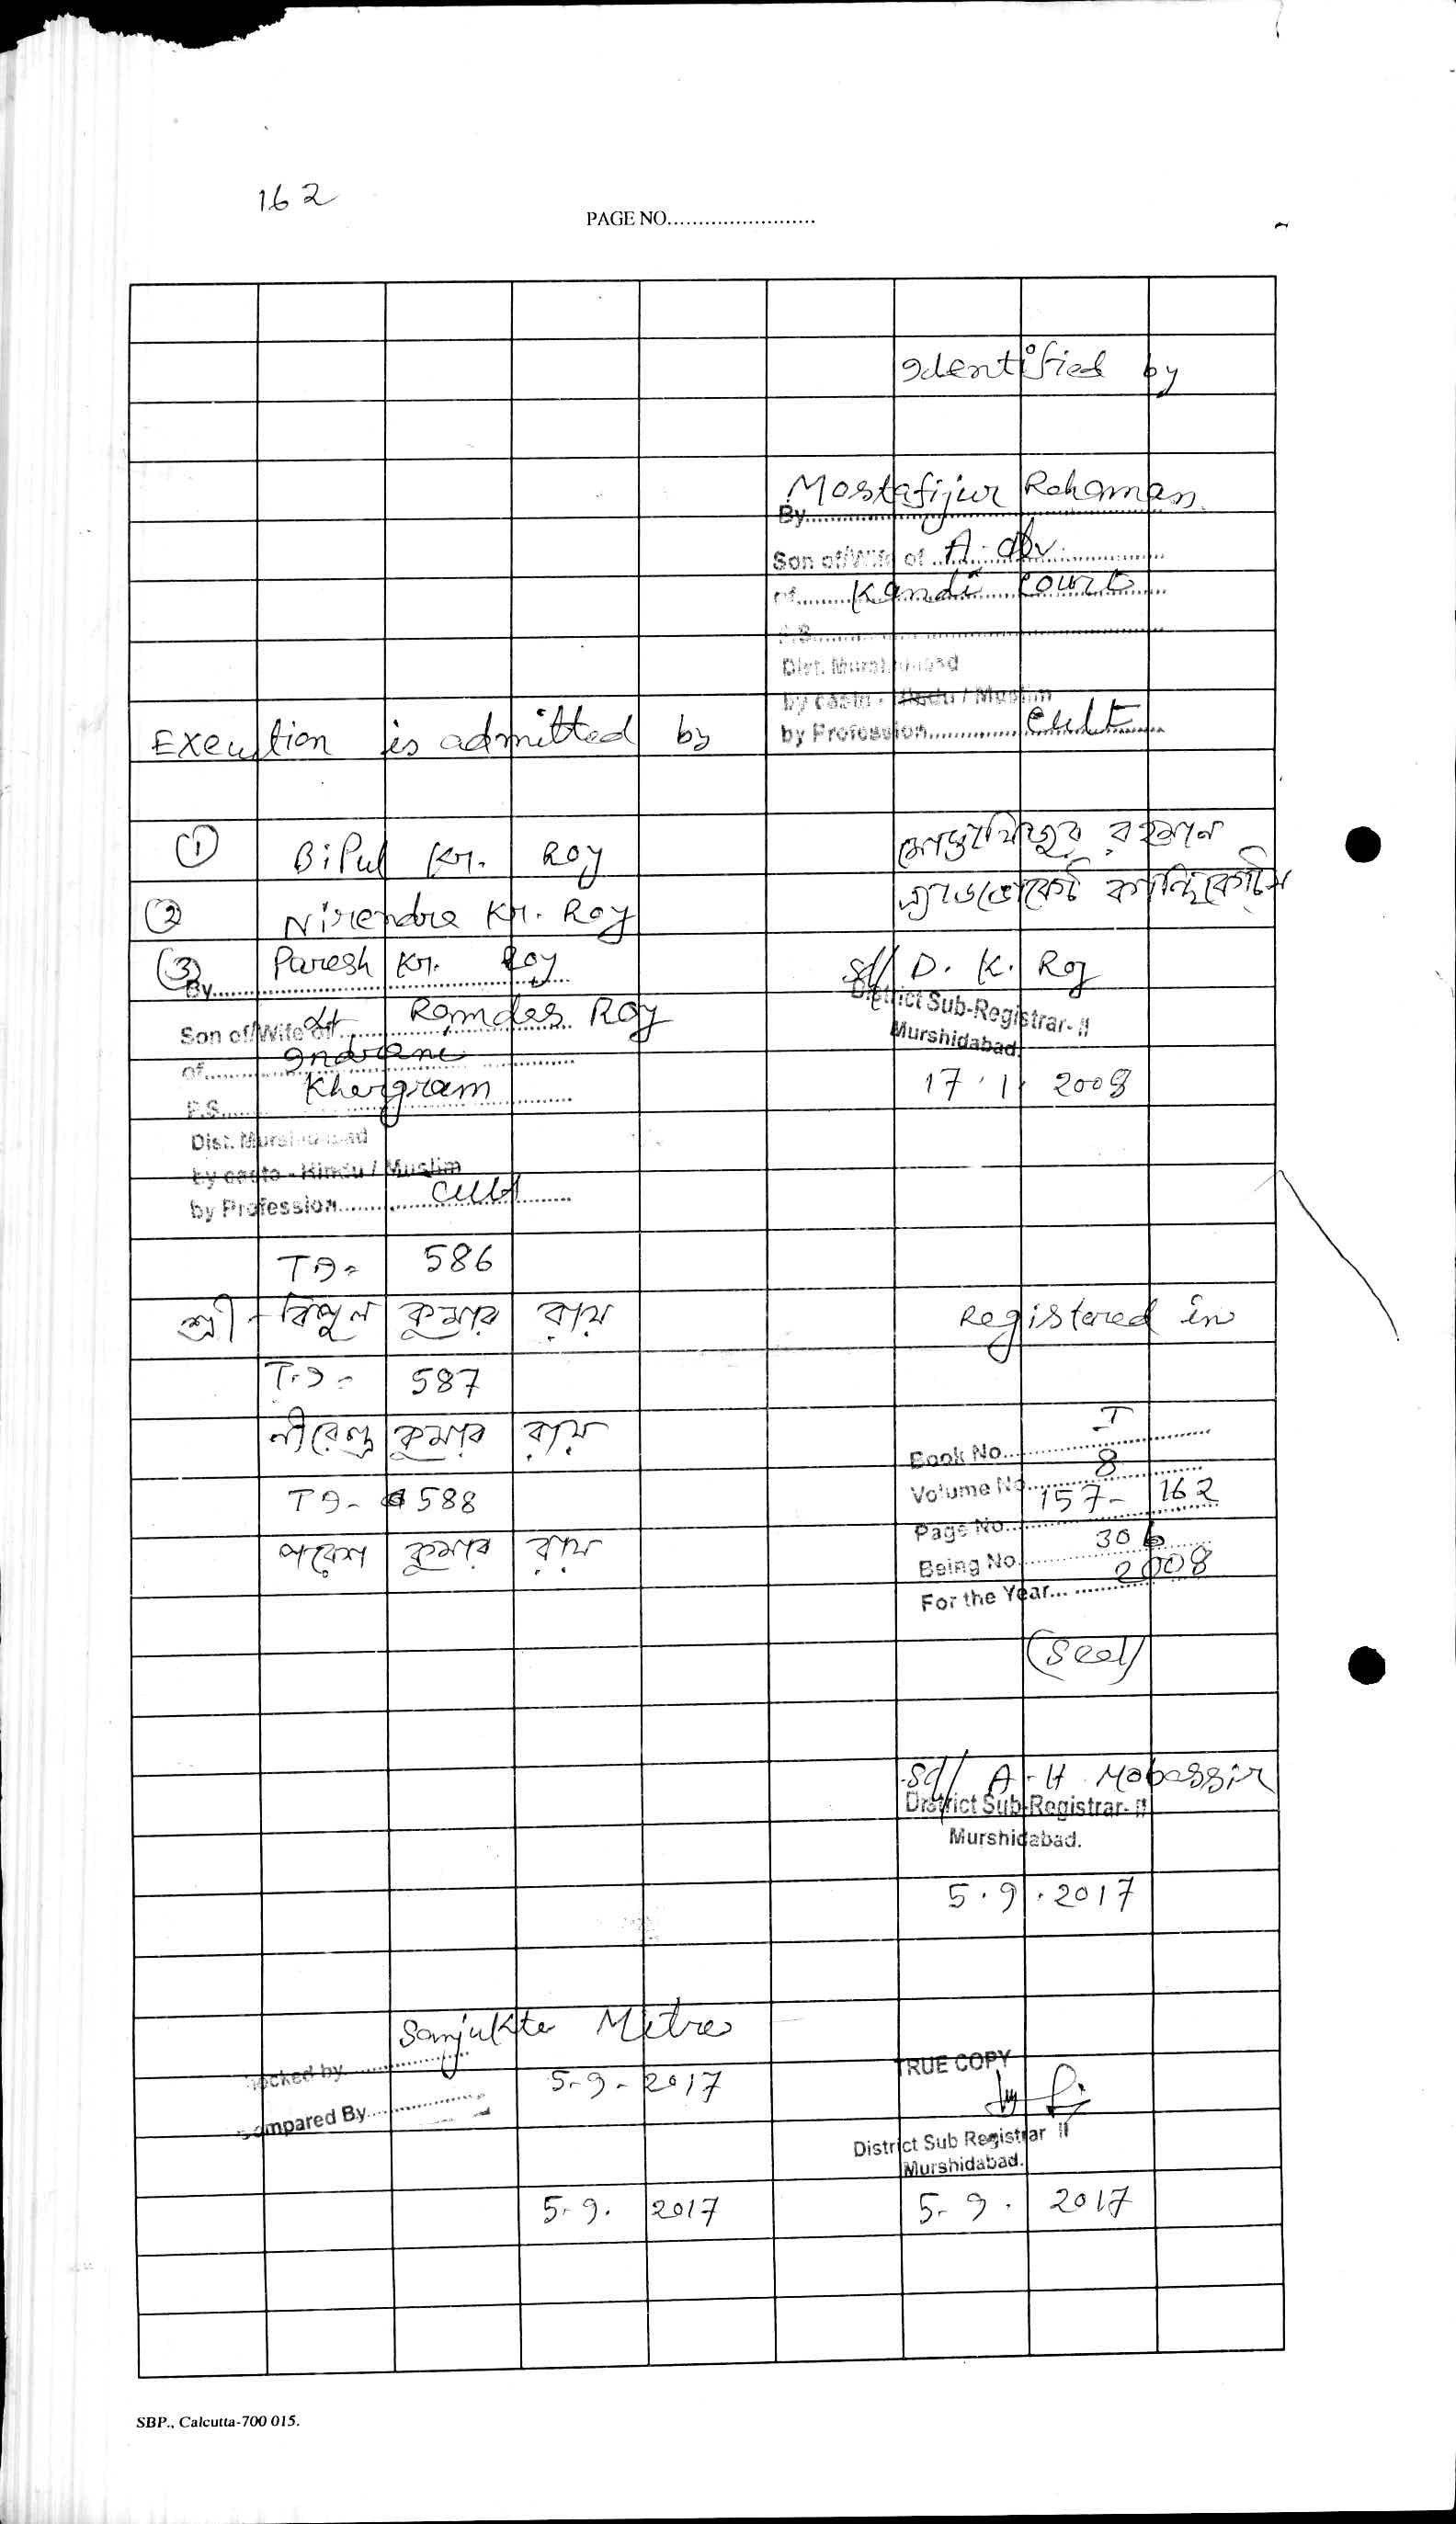 162
PAGE NO........................
Identified by
Mostafijur Rahaman
By
Son of/Wife of A. dv.
of Kandi Court
P.S.
Dist. Murshidabad
by caste - Hindu / Muslim
by Profession cult
Execution is admitted by
① Bipul Kr. Roy
② Nirendra Kr. Roy
③ Paresh Kr. Roy
By
Son of/Wife of Lt Ramdas Roy
of Indrani
P.S. Khargram
Dist. Murshidabad
by caste - Hindu / Muslim
by Profession cult
মোস্তাফিজুর রহমান
এ্যাডভোকেট কান্দি কোর্ট
Sd/ D. K. Roy
District Sub-Registrar- II
Murshidabad.
17.1.2008
586
শ্রী বিপুল কুমার রায়
587
নীরেন্দ্র কুমার রায়
588
পরেশ কুমার রায়
Registered in
Book No. I
Volume No. 8
Page No. 157- 162
Being No. 306
For the Year... 2008
(Seal)
Sd/ A-H Mobassir
District Sub-Registrar- II
Murshidabad.
5.9.2017
Sanjukta Mitra
Checked by
5-9-2017
Compared By
TRUE COPY
District Sub Registrar II
Murshidabad.
5.9. 2017
5-9. 2017
SBP., Calcutta-700 015.